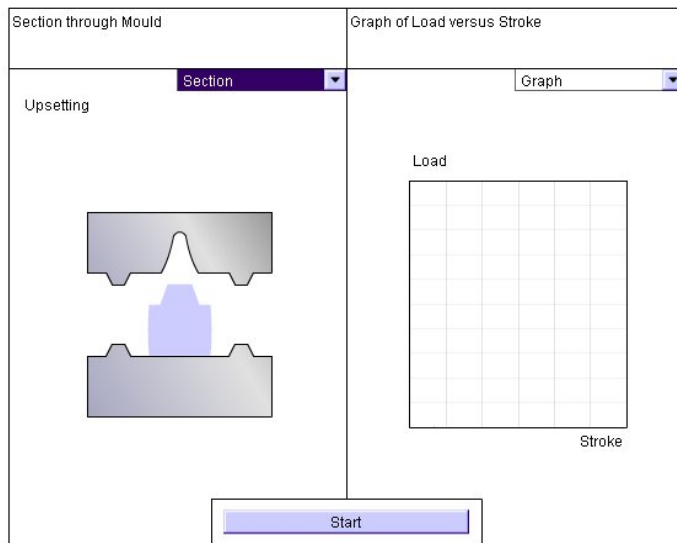 Section through Mould
Graph of Load versus Stroke
Section
Graph
Upsetting
Load
Stroke
Start